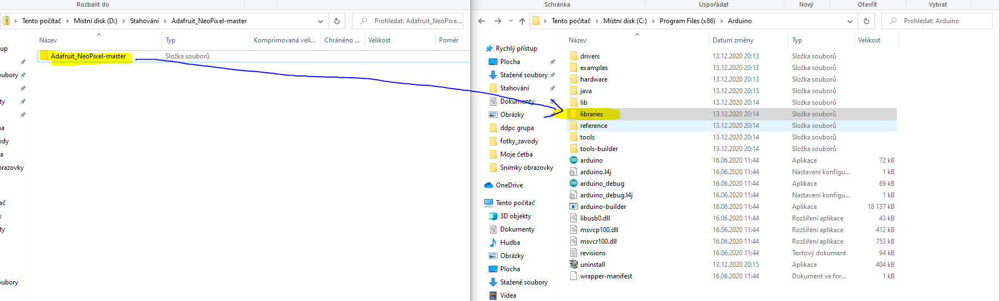 Rozbalit do
Tento počítač > Místní disk (D:) > Stahování > Adafruit_NeoPixel-master
Prohledat: Adafruit_NeoPixe...
Název Typ Komprimovaná veli... Chráněno ... Velikost Poměr
Adafruit_NeoPixel-master Složka souborů
up
oubory
ty
ba
ody
a
brazovky
ač
y
ty
oubory
Schránka Uspořádat Nový Otevřít Vybrat
Tento počítač > Místní disk (C:) > Program Files (x86) > Arduino
Prohledat: Arduino
Rychlý přístup
Plocha
Stažené soubory
Stahování
Dokumenty
Obrázky
ddpc grupa
fotky_zavody
Moje četba
Snímky obrazovky
OneDrive
Tento počítač
3D objekty
Dokumenty
Hudba
Obrázky
Plocha
Stažené soubory
Videa
Název Datum změny Typ Velikost
drivers 13.12.2020 20:13 Složka souborů
examples 13.12.2020 20:13 Složka souborů
hardware 13.12.2020 20:13 Složka souborů
java 13.12.2020 20:13 Složka souborů
lib 13.12.2020 20:14 Složka souborů
libraries 13.12.2020 20:14 Složka souborů
reference 13.12.2020 20:14 Složka souborů
tools 13.12.2020 20:14 Složka souborů
tools-builder 13.12.2020 20:14 Složka souborů
arduino 16.06.2020 11:44 Aplikace 72 kB
arduino.l4j 16.06.2020 11:44 Nastavení konfigu... 1 kB
arduino_debug 16.06.2020 11:44 Aplikace 69 kB
arduino_debug.l4j 16.06.2020 11:44 Nastavení konfigu... 1 kB
arduino-builder 16.06.2020 11:44 Aplikace 18 137 kB
libusb0.dll 16.06.2020 11:44 Rozšíření aplikace 43 kB
msvcp100.dll 16.06.2020 11:44 Rozšíření aplikace 412 kB
msvcr100.dll 16.06.2020 11:44 Rozšíření aplikace 753 kB
revisions 16.06.2020 11:44 Textový dokument 94 kB
uninstall 13.12.2020 20:15 Aplikace 404 kB
wrapper-manifest 16.06.2020 11:44 Dokument ve for... 1 kB